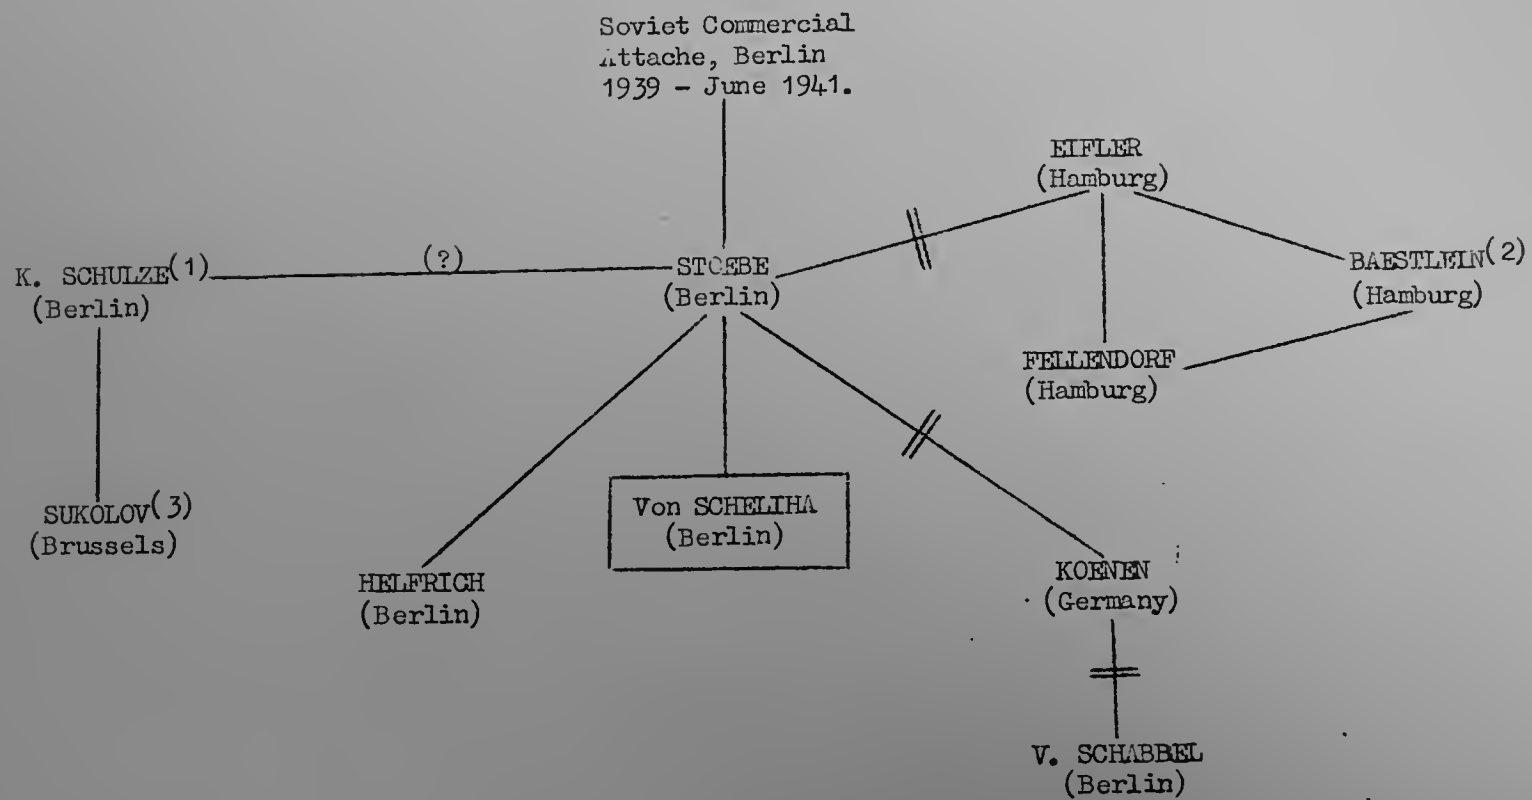 Soviet Commercial
Attache, Berlin
1939 - June 1941.
EIFLER
(Hamburg)
K. SCHULZE(1)
(Berlin)
(?)
STOEBE
(Berlin)
BAESTLEIN(2)
(Hamburg)
FELLENDORF
(Hamburg)
SUKOLOV(3)
(Brussels)
HELFRICH
(Berlin)
Von SCHELIHA
(Berlin)
KOENEN
(Germany)
V. SCHABBEL
(Berlin)